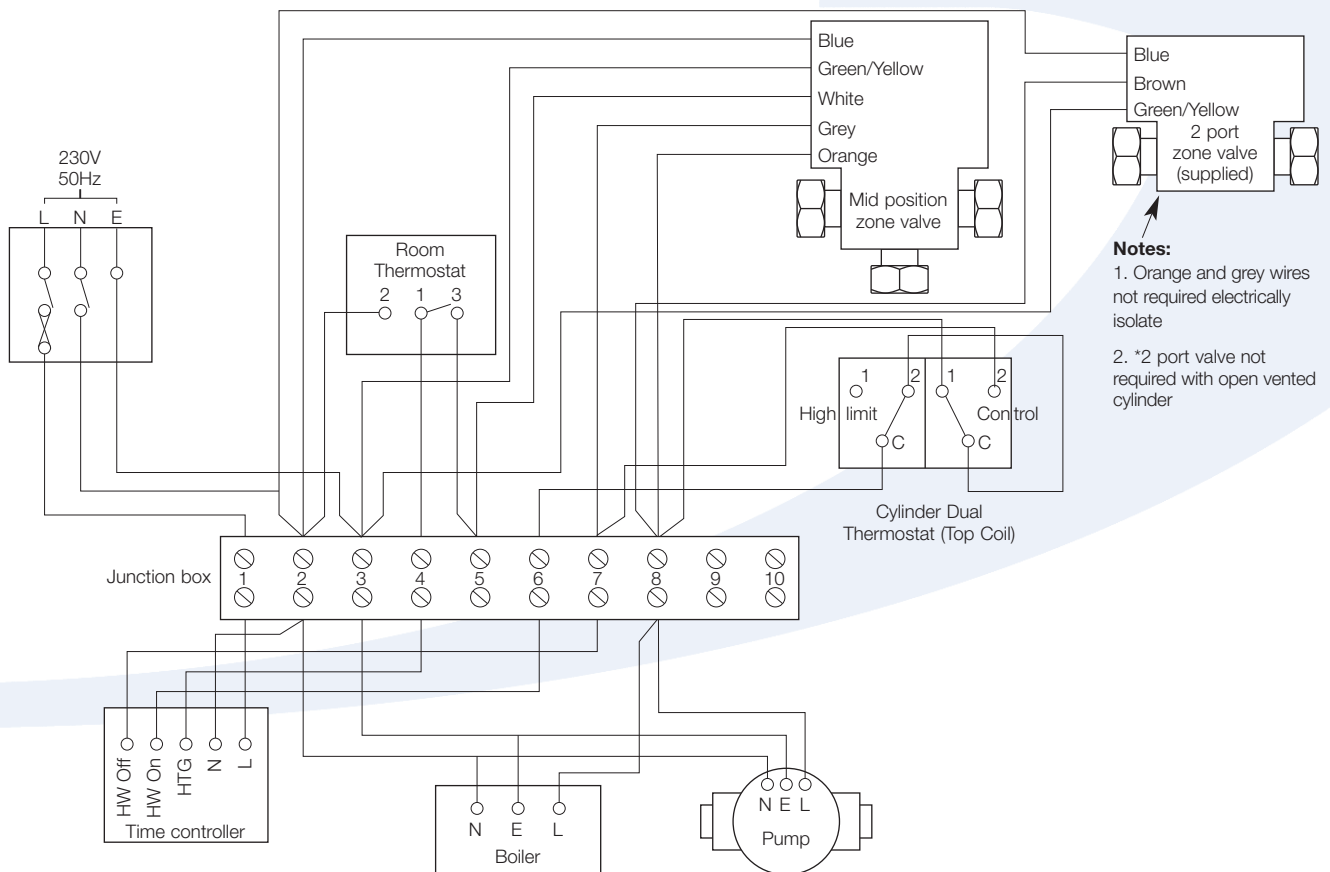 Blue
Green/Yellow
White
Grey
Orange
Mid position
zone valve
Blue
Brown
Green/Yellow
2 port
zone valve
(supplied)
Notes:
1. Orange and grey wires
not required electrically
isolate
2. *2 port valve not
required with open vented
cylinder
230V
50Hz
L N E
Room
Thermostat
2 1 3
1 2 1 2
High limit Control
C C
Cylinder Dual
Thermostat (Top Coil)
Junction box
1 2 3 4 5 6 7 8 9 10
HW Off
HW On
HTG
N
L
Time controller
N E L
Boiler
N E L
Pump